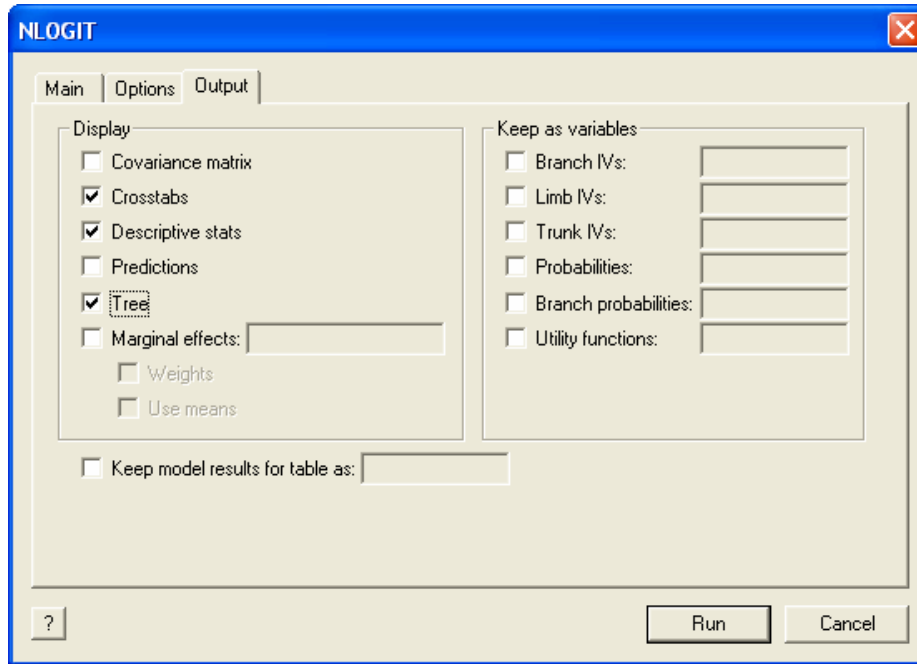 NLOGIT
Main Options Output
Display
Covariance matrix
Crosstabs
Descriptive stats
Predictions
Tree
Marginal effects:
Weights
Use means
Keep as variables
Branch IVs:
Limb IVs:
Trunk IVs:
Probabilities:
Branch probabilities:
Utility functions:
Keep model results for table as:
?
Run
Cancel